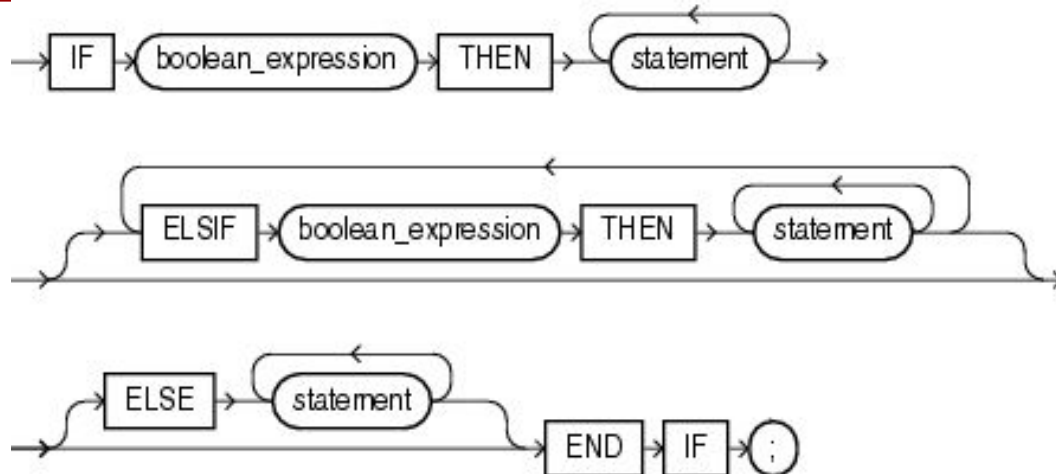 IF boolean_expression THEN statement
ELSIF boolean_expression THEN statement
ELSE statement
END IF ;